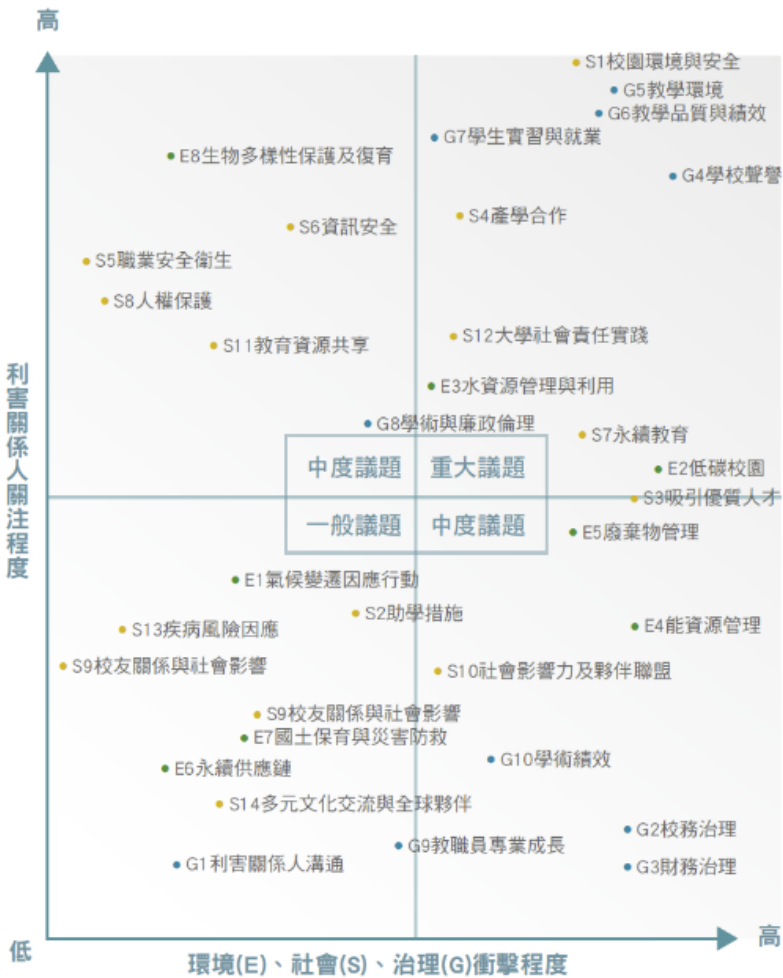 高
S1校園環境與安全
G5教學環境
G6教學品質與績效
G7學生實習與就業
E8生物多樣性保護及復育
G4學校聲譽
S4產學合作
S6資訊安全
S5職業安全衛生
S8人權保護
S12大學社會責任實踐
S11教育資源共享
E3水資源管理與利用
G8學術與廉政倫理
S7永續教育
中度議題
重大議題
E2低碳校園
S3吸引優質人才
一般議題
中度議題
E5廢棄物管理
利害關係人關注程度
E1氣候變遷因應行動
S2助學措施
S13疾病風險因應
E4能資源管理
S9校友關係與社會影響
S10社會影響力及夥伴聯盟
S9校友關係與社會影響
E7國土保育與災害防救
G10學術績效
E6永續供應鏈
S14多元文化交流與全球夥伴
G2校務治理
G9教職員專業成長
G1利害關係人溝通
G3財務治理
低
高
環境(E)、社會(S)、治理(G)衝擊程度